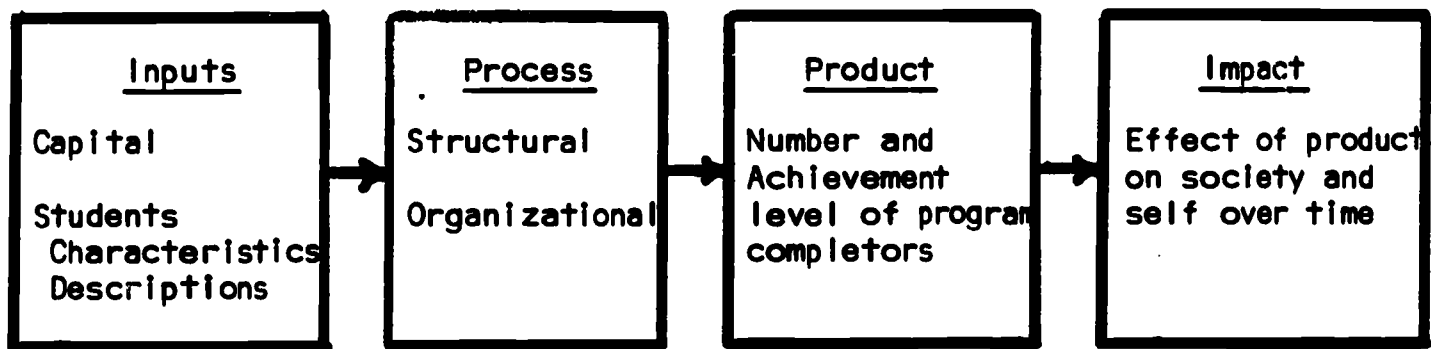 Inputs
Capital
Students
Characteristics
Descriptions
Process
Structural
Organizational
Product
Number and
Achievement
level of program
completors
Impact
Effect of product
on society and
self over time